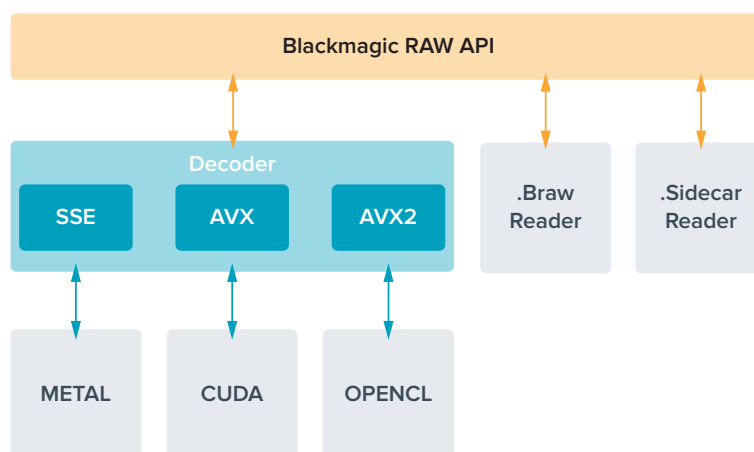 Blackmagic RAW API
Decoder
SSE
AVX
AVX2
.Braw
Reader
.Sidecar
Reader
METAL
CUDA
OPENCL